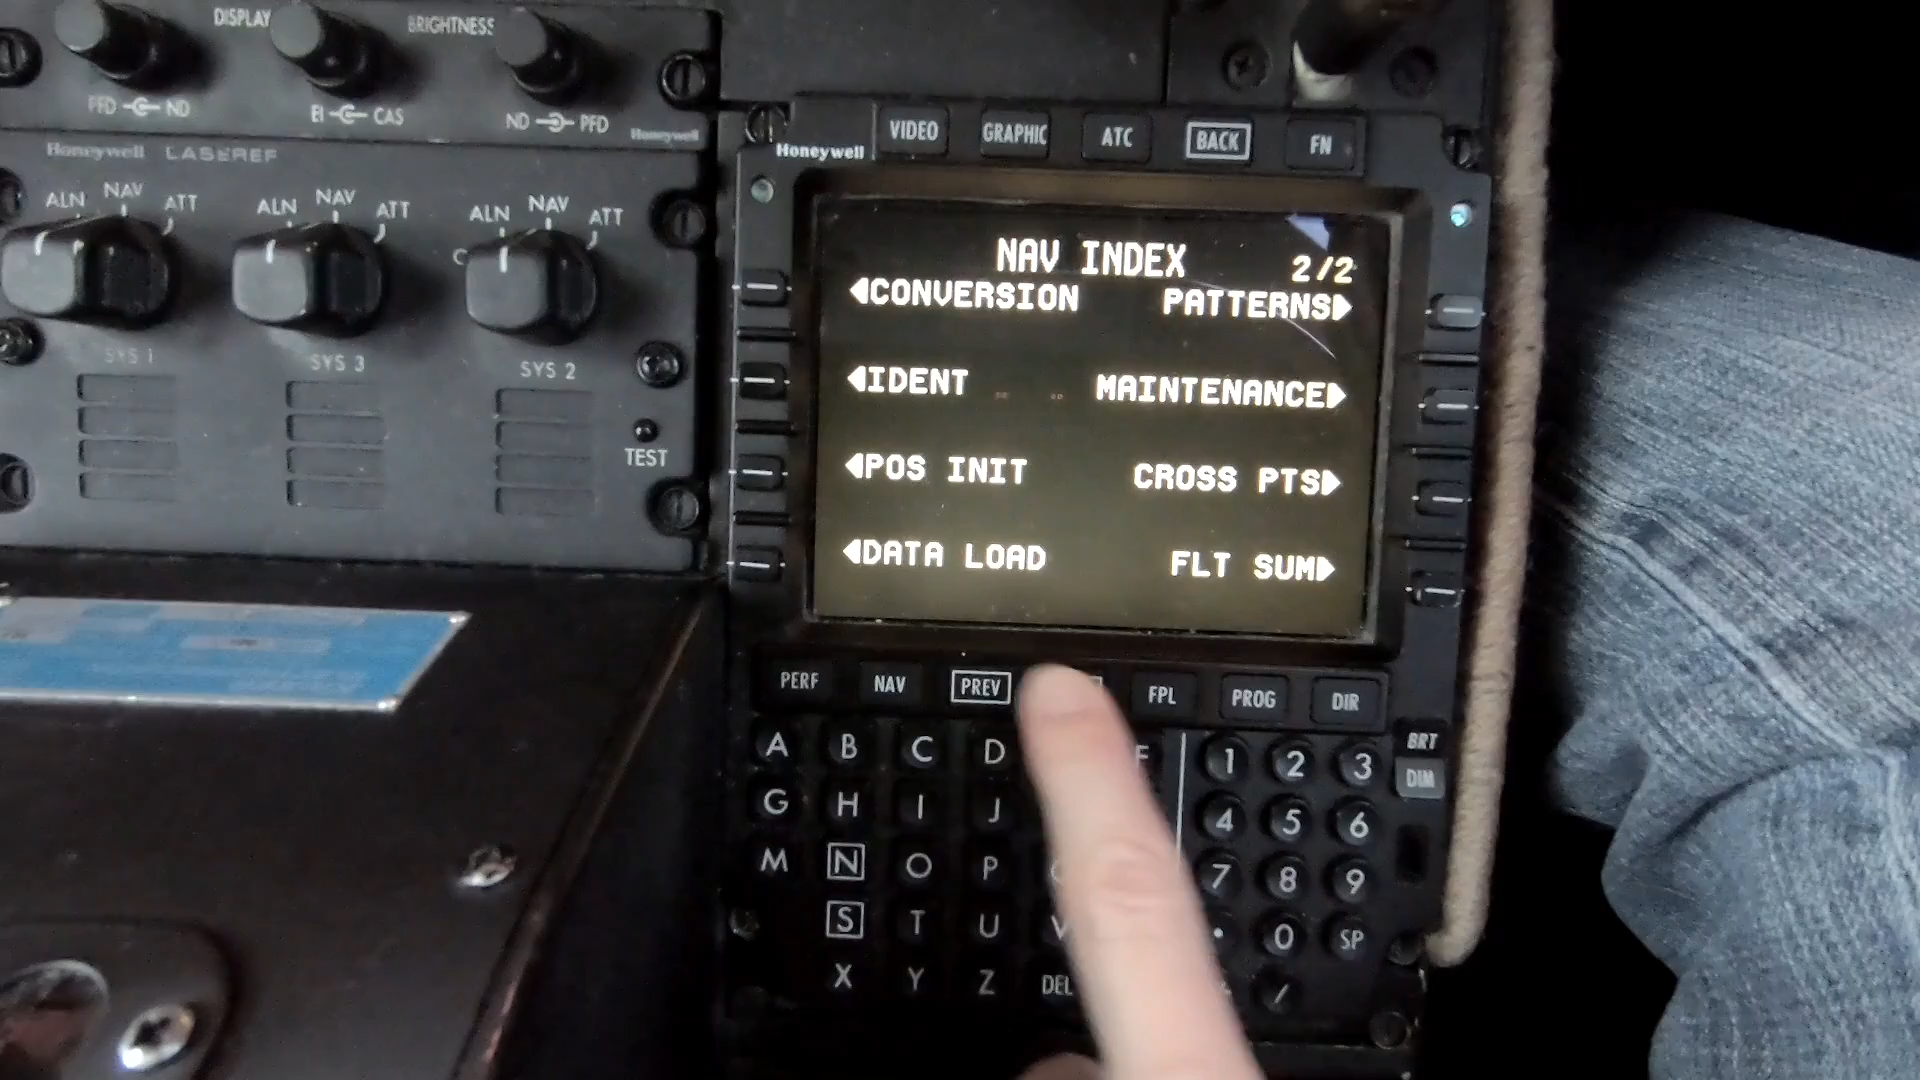 DISPLAY BRIGHTNESS
PFD ND
EI CAS
ND PFD
Honeywell
Honeywell LASEREF
ALN NAV ATT
ALN NAV ATT
ALN NAV ATT
SYS 1
SYS 3
SYS 2
TEST
VIDEO GRAPHIC ATC BACK FN
Honeywell
NAV INDEX 2/2
CONVERSION PATTERNS
IDENT MAINTENANCE
POS INIT CROSS PTS
DATA LOAD FLT SUM
PERF NAV PREV FPL PROG DIR
BRT
DIM
A B C D F 1 2 3
G H I J 4 5 6
M N O P 7 8 9
S T U V . 0 SP
X Y Z DEL /